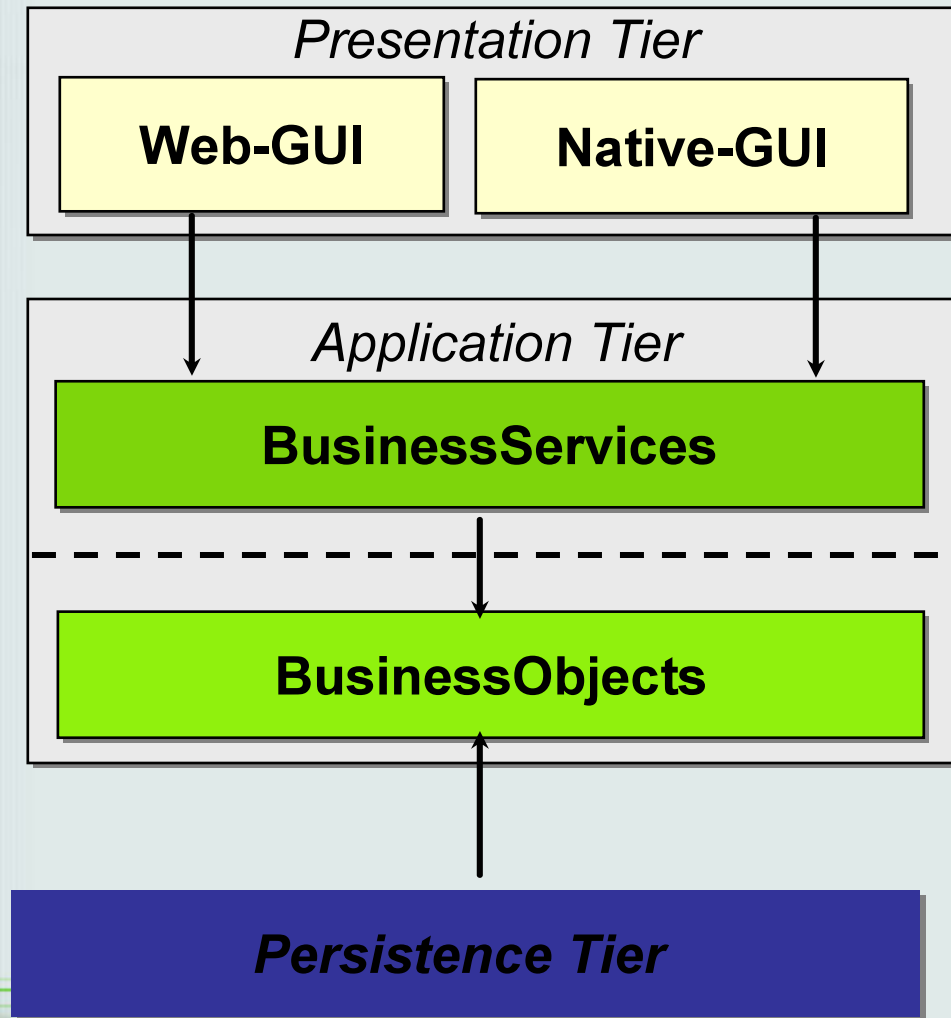 Presentation Tier
Web-GUI
Native-GUI
Application Tier
BusinessServices
BusinessObjects
Persistence Tier